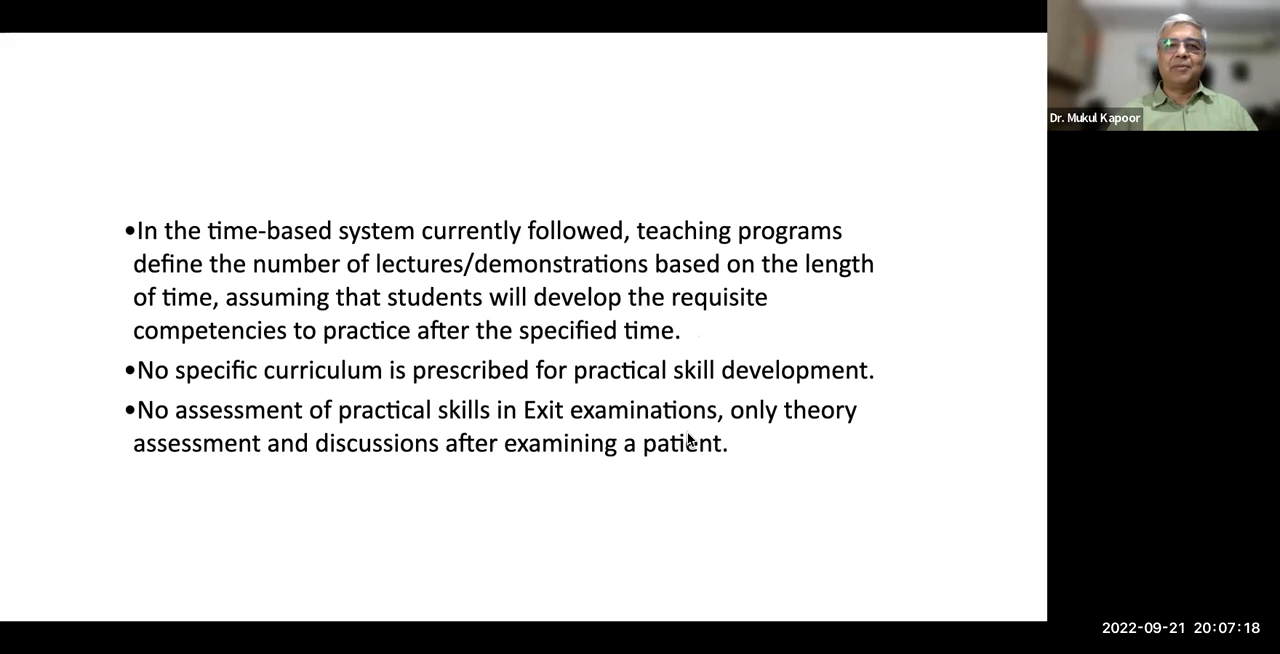 •In the time-based system currently followed, teaching programs
define the number of lectures/demonstrations based on the length
of time, assuming that students will develop the requisite
competencies to practice after the specified time.
•No specific curriculum is prescribed for practical skill development.
•No assessment of practical skills in Exit examinations, only theory
assessment and discussions after examining a patient.
Dr. Mukul Kapoor
2022-09-21 20:07:18